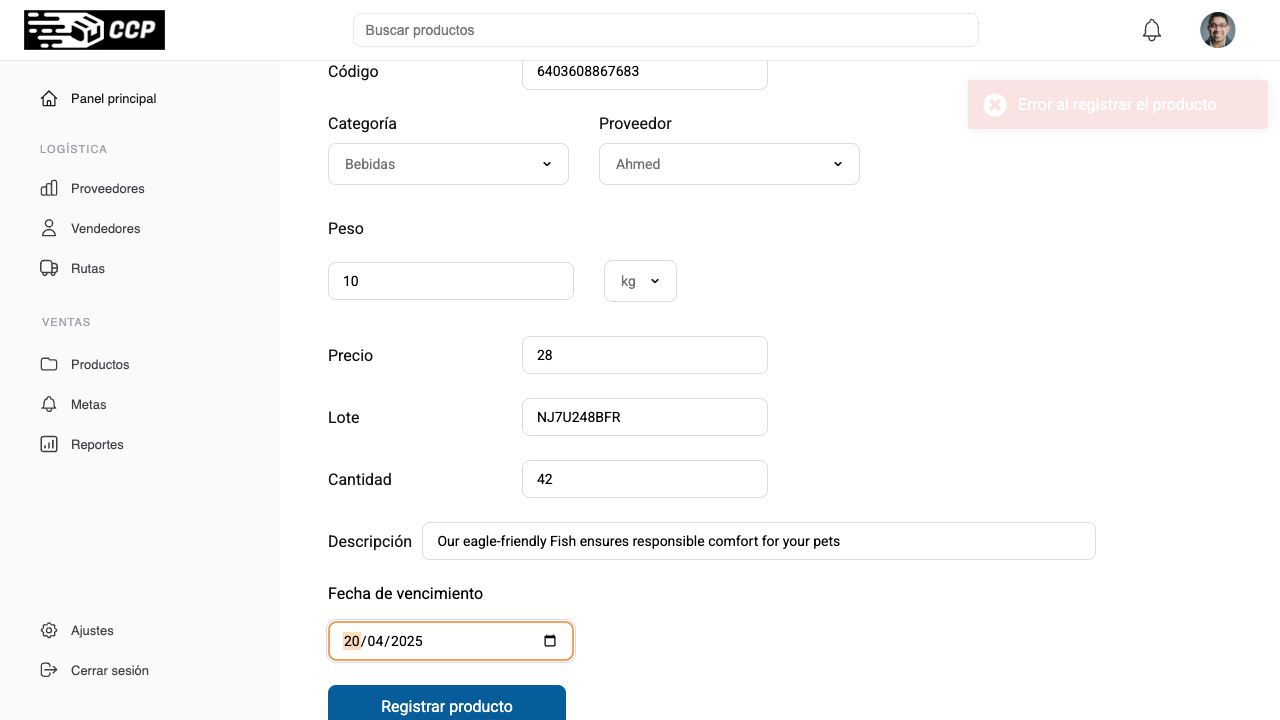 CCP
Buscar productos
Código
6403608867683
Error al registrar el producto
Panel principal
LOGÍSTICA
Proveedores
Vendedores
Rutas
VENTAS
Productos
Metas
Reportes
Ajustes
Cerrar sesión
Categoría
Proveedor
Bebidas
Ahmed
Peso
10
kg
Precio
28
Lote
NJ7U248BFR
Cantidad
42
Descripción
Our eagle-friendly Fish ensures responsible comfort for your pets
Fecha de vencimiento
20/04/2025
Registrar producto